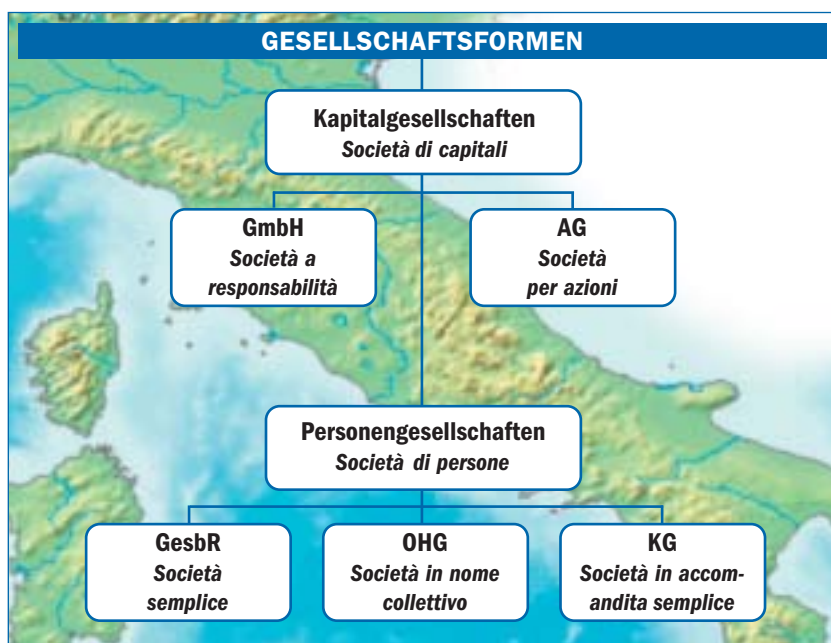 GESELLSCHAFTSFORMEN
Kapitalgesellschaften
Società di capitali
GmbH
Società a
responsabilità
AG
Società
per azioni
Personengesellschaften
Società di persone
GesbR
Società
semplice
OHG
Società in nome
collettivo
KG
Società in accom-
andita semplice